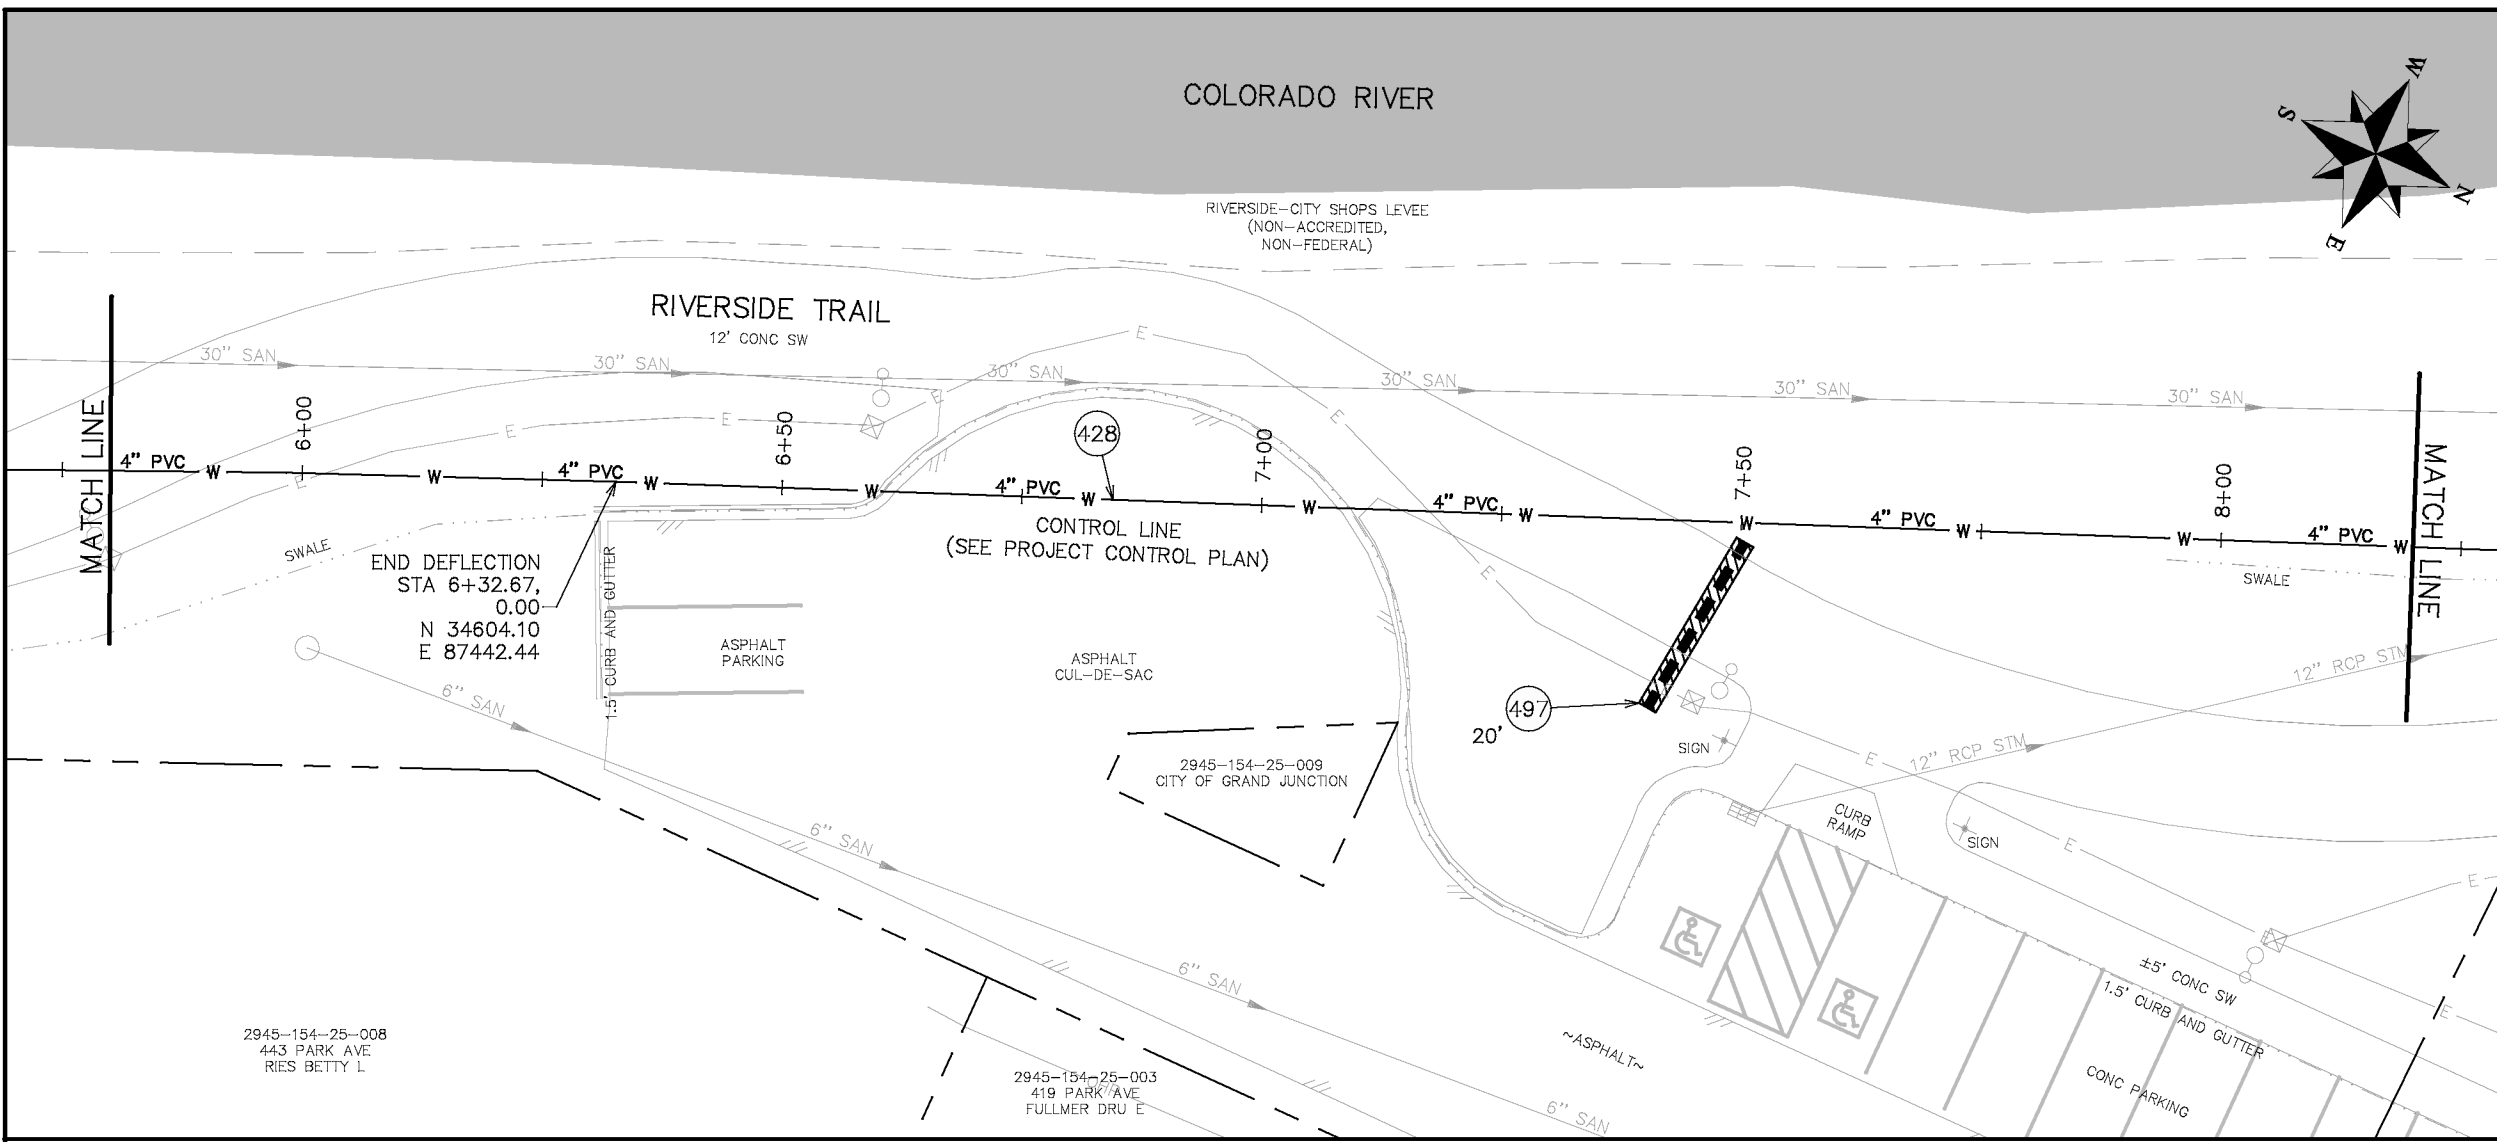 COLORADO RIVER
W
S
N
E
RIVERSIDE-CITY SHOPS LEVEE
(NON-ACCREDITED,
NON-FEDERAL)
RIVERSIDE TRAIL
12' CONC SW
E
30" SAN
30" SAN
30" SAN
30" SAN
30" SAN
30" SAN
MATCH LINE
6+00
6+50
7+00
7+50
8+00
MATCH LINE
E
E
E
E
E
428
4" PVC
W
W
4" PVC
W
W
4" PVC
W
W
4" PVC
W
W
4" PVC
W
W
4" PVC
W
CONTROL LINE
(SEE PROJECT CONTROL PLAN)
SWALE
SWALE
END DEFLECTION
STA 6+32.67,
0.00
N 34604.10
E 87442.44
1.5' CURB AND GUTTER
E
ASPHALT
PARKING
ASPHALT
CUL-DE-SAC
497
20'
SIGN
12" RCP STM
12" RCP STM
E
6" SAN
2945-154-25-009
CITY OF GRAND JUNCTION
CURB
RAMP
SIGN
E
E
6" SAN
6" SAN
6" SAN
±5' CONC SW
1.5' CURB AND GUTTER
E
~ASPHALT~
CONC PARKING
2945-154-25-008
443 PARK AVE
RIES BETTY L
2945-154-25-003
419 PARK AVE
FULLMER DRU E
OHP